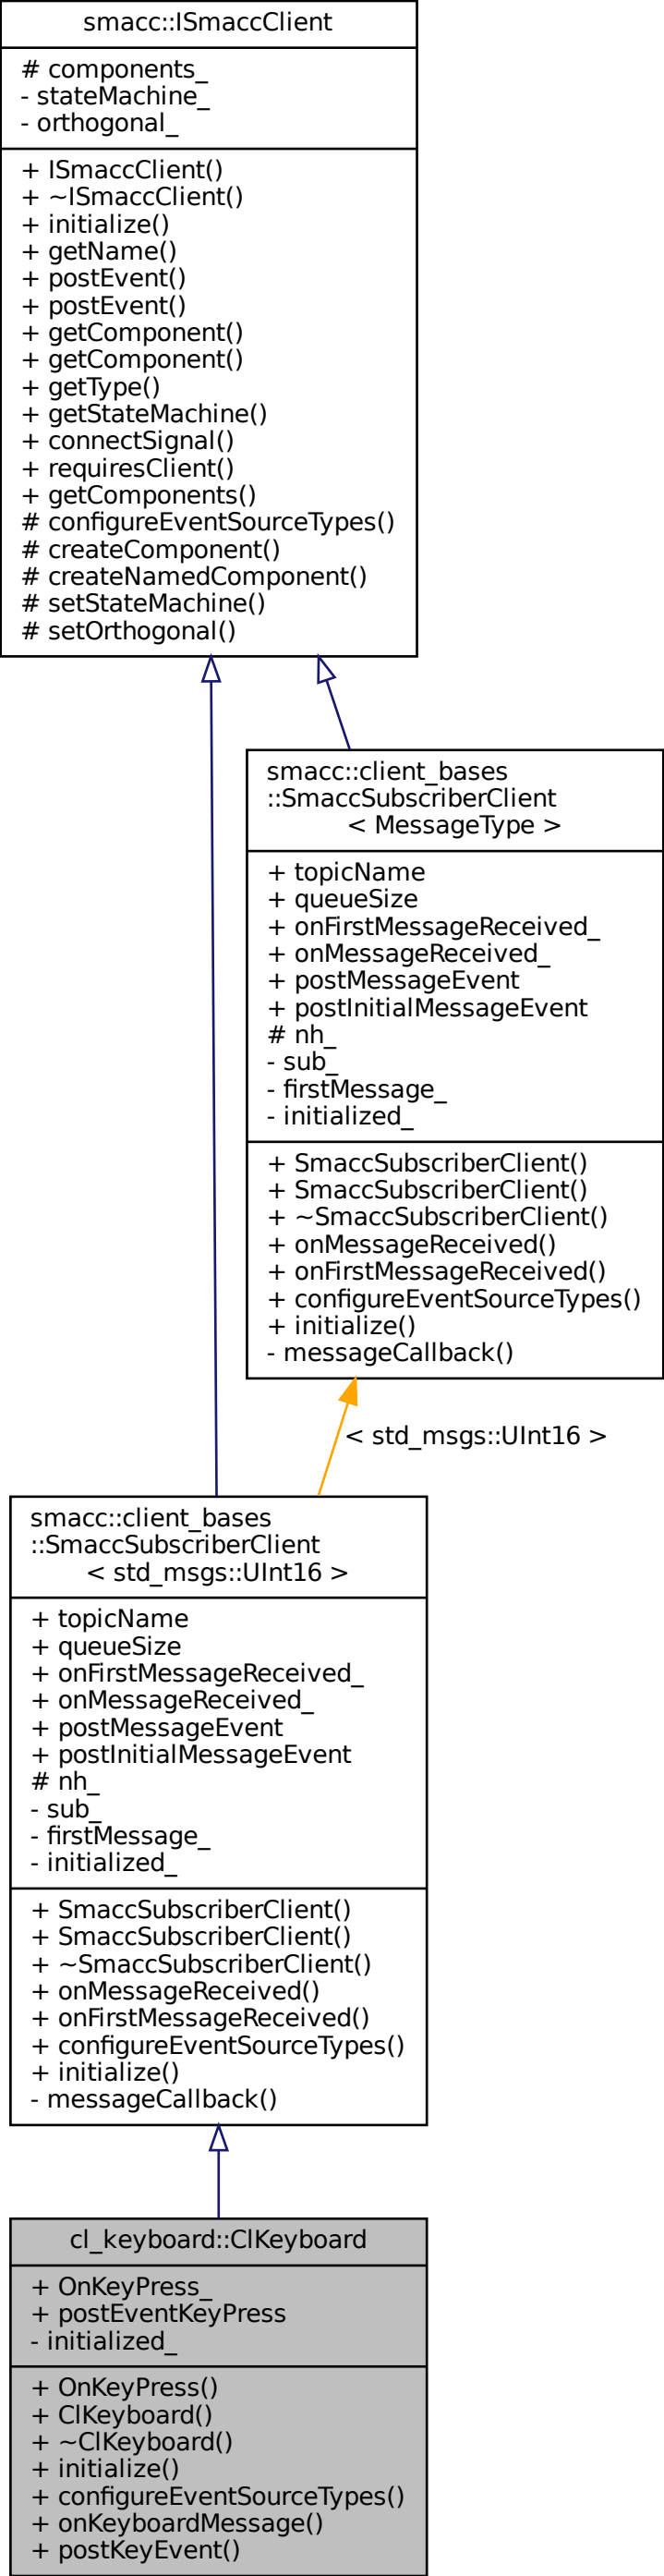 smacc::ISmaccClient
# components_
- stateMachine_
- orthogonal_
+ ISmaccClient()
+ ~ISmaccClient()
+ initialize()
+ getName()
+ postEvent()
+ postEvent()
+ getComponent()
+ getComponent()
+ getType()
+ getStateMachine()
+ connectSignal()
+ requiresClient()
+ getComponents()
# configureEventSourceTypes()
# createComponent()
# createNamedComponent()
# setStateMachine()
# setOrthogonal()
smacc::client_bases
::SmaccSubscriberClient
< MessageType >
+ topicName
+ queueSize
+ onFirstMessageReceived_
+ onMessageReceived_
+ postMessageEvent
+ postInitialMessageEvent
# nh_
- sub_
- firstMessage_
- initialized_
+ SmaccSubscriberClient()
+ SmaccSubscriberClient()
+ ~SmaccSubscriberClient()
+ onMessageReceived()
+ onFirstMessageReceived()
+ configureEventSourceTypes()
+ initialize()
- messageCallback()
< std_msgs::UInt16 >
smacc::client_bases
::SmaccSubscriberClient
< std_msgs::UInt16 >
+ topicName
+ queueSize
+ onFirstMessageReceived_
+ onMessageReceived_
+ postMessageEvent
+ postInitialMessageEvent
# nh_
- sub_
- firstMessage_
- initialized_
+ SmaccSubscriberClient()
+ SmaccSubscriberClient()
+ ~SmaccSubscriberClient()
+ onMessageReceived()
+ onFirstMessageReceived()
+ configureEventSourceTypes()
+ initialize()
- messageCallback()
cl_keyboard::ClKeyboard
+ OnKeyPress_
+ postEventKeyPress
- initialized_
+ OnKeyPress()
+ ClKeyboard()
+ ~ClKeyboard()
+ initialize()
+ configureEventSourceTypes()
+ onKeyboardMessage()
+ postKeyEvent()